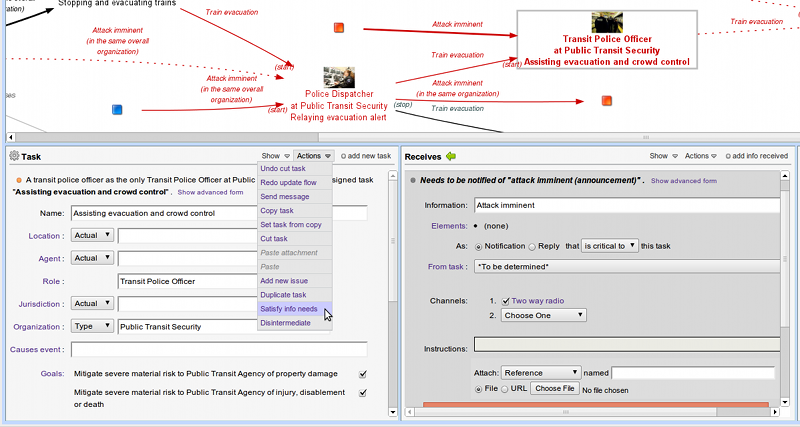 Stopping and evacuating trains
Train evacuation
Attack imminent
(in the same overall
organization)
(start)
Attack imminent
(in the same overall
organization)
(start)
Police Dispatcher
at Public Transit Security
Relaying evacuation alert
Attack imminent
Train evacuation
(start)
Attack imminent
(in the same organization)
(stop)
Train evacuation
Transit Police Officer
at Public Transit Security
Assisting evacuation and crowd control
Train evacuation
Task
Show
Actions
add new task
A transit police officer as the only Transit Police Officer at Public
signed task
"Assisting evacuation and crowd control" . Show advanced form
Name: Assisting evacuation and crowd control
Location : Actual
Agent : Actual
Role : Transit Police Officer
Jurisdiction : Actual
Organization : Type Public Transit Security
Causes event :
Goals: Mitigate severe material risk to Public Transit Agency of property damage
Mitigate severe material risk to Public Transit Agency of injury, disablement
or death
Undo cut task
Redo update flow
Send message
Copy task
Set task from copy
Cut task
Paste attachment
Paste
Add new issue
Duplicate task
Satisfy info needs
Disintermediate
Receives
Show
Actions
add info received
Needs to be notified of "attack imminent (announcement)" . Show advanced form
Information: Attack imminent
Elements: • (none)
As: Notification Reply that is critical to this task
From task : *To be determined*
Channels: 1. Two way radio
2. Choose One
Instructions:
Attach: Reference named
File URL Choose File No file chosen